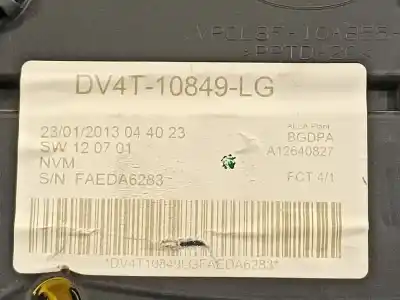 DV4T-10849-LG
23/01/2013 04 40 23
SW 12 07 01
NVM
S/N FAEDA6283
BGDPA
A12640827
FCT 4/1
*DV4T10849LGFAEDA6283*